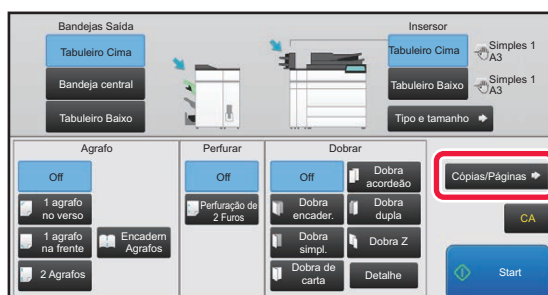 Bandejas Saída
Insersor
Tabuleiro Cima
Bandeja central
Tabuleiro Baixo
Tabuleiro Cima
Simples 1
A3
Tabuleiro Baixo
Simples 1
A3
Tipo e tamanho
Agrafo
Off
1 agrafo
no verso
1 agrafo
na frente
Encadern
Agrafos
2 Agrafos
Perfurar
Off
Perfuração de
2 Furos
Dobrar
Off
Dobra
acordeão
Dobra
encader.
Dobra
dupla
Dobra
simpl.
Dobra Z
Dobra de
carta
Detalhe
Cópias/Páginas
CA
Start